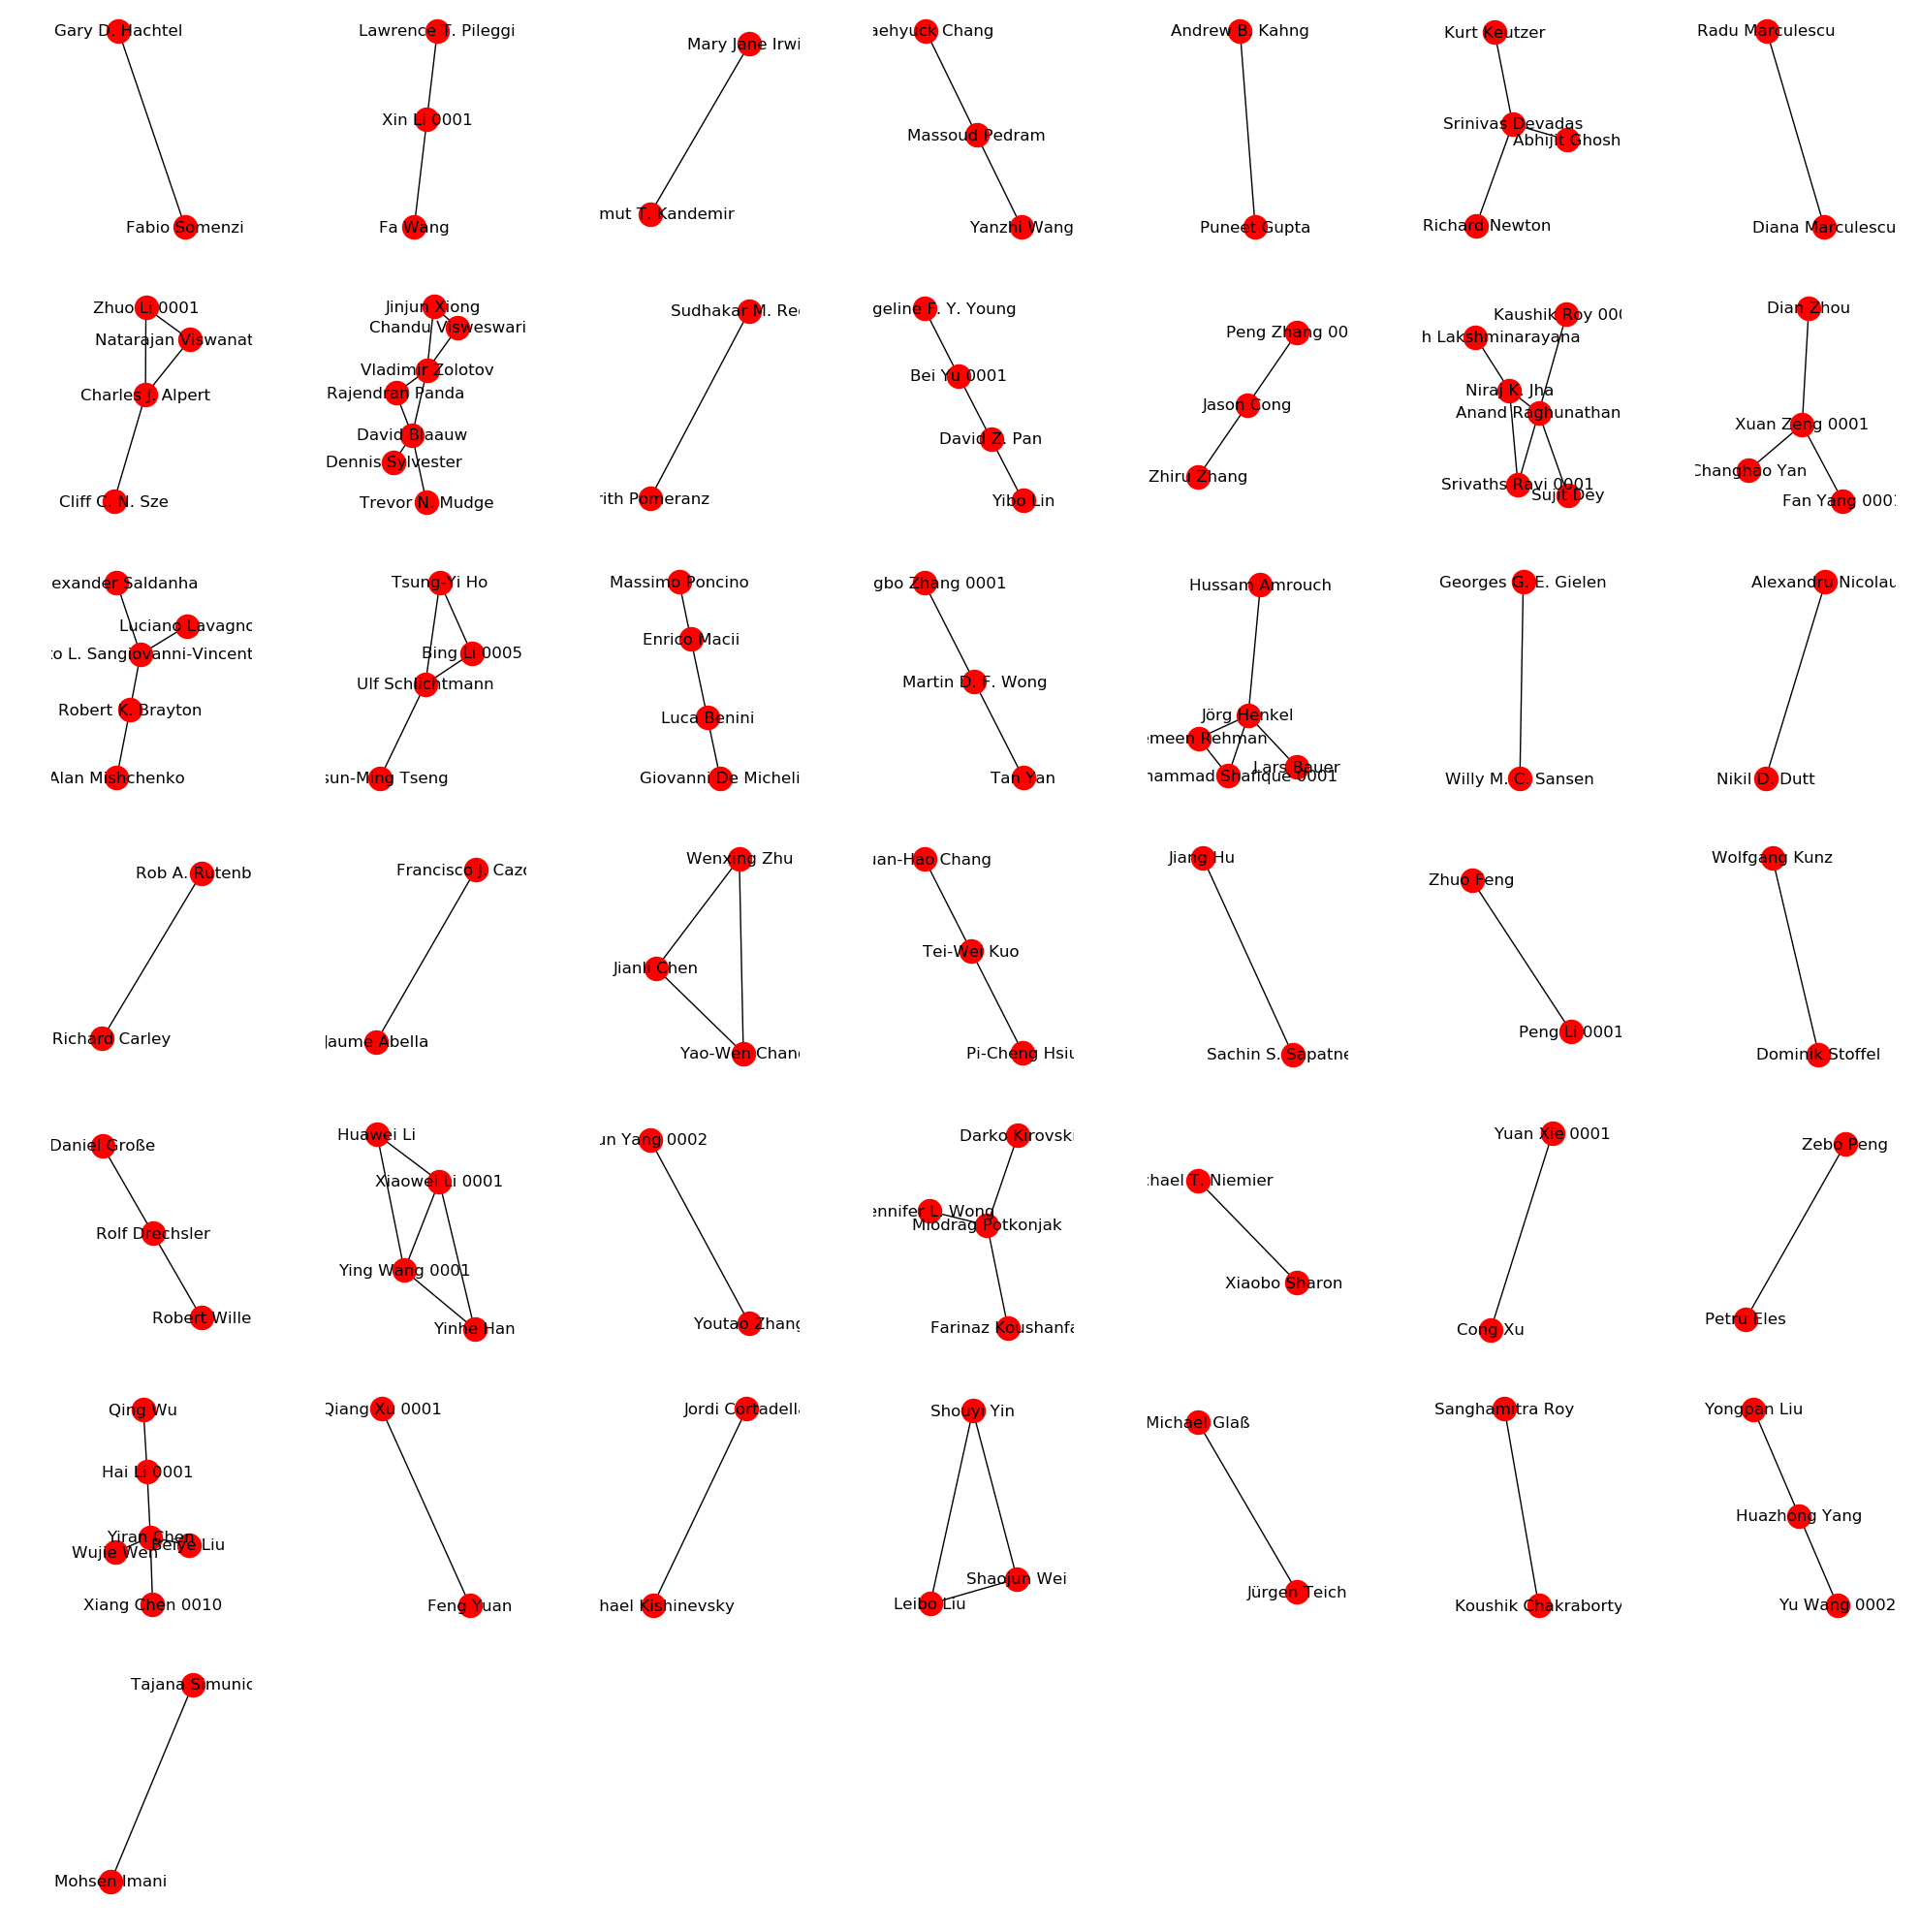 Gary D. Hachtel
Fabio Somenzi
Lawrence T. Pileggi
Xin Li 0001
Fa Wang
Mary Jane Irwi
mut T. Kandemir
aehyuck Chang
Massoud Pedram
Yanzhi Wang
Andrew B. Kahng
Puneet Gupta
Kurt Keutzer
Srinivas Devadas
Abhijit Ghosh
Richard Newton
Radu Marculescu
Diana Marculescu
Zhuo Li 0001
Natarajan Viswanat
Charles J. Alpert
Cliff C. N. Sze
Jinjun Xiong
Chandu Visweswari
Vladimir Zolotov
Rajendran Panda
David Blaauw
Dennis Sylvester
Trevor N. Mudge
Sudhakar M. Re
rith Pomeranz
geline F. Y. Young
Bei Yu 0001
David Z. Pan
Yibo Lin
Peng Zhang 00
Jason Cong
Zhiru Zhang
Kaushik Roy 000
h Lakshminarayana
Niraj K. Jha
Anand Raghunathan
Srivaths Ravi 0001
Sujit Dey
Dian Zhou
Xuan Zeng 0001
Changhao Yan
Fan Yang 0001
exander Saldanha
Luciano Lavagno
to L. Sangiovanni-Vincent
Robert K. Brayton
Alan Mishchenko
Tsung-Yi Ho
Bing Li 0005
Ulf Schlichtmann
sun-Ming Tseng
Massimo Poncino
Enrico Macii
Luca Benini
Giovanni De Micheli
gbo Zhang 0001
Martin D. F. Wong
Tan Yan
Hussam Amrouch
Jörg Henkel
emeen Rehman
Lars Bauer
hammad Shafique 0001
Georges G. E. Gielen
Willy M. C. Sansen
Alexandru Nicolau
Nikil D. Dutt
Rob A. Rutenb
Richard Carley
Francisco J. Cazo
Jaume Abella
Wenxing Zhu
Jianli Chen
Yao-Wen Chang
uan-Hao Chang
Tei-Wei Kuo
Pi-Cheng Hsiu
Jiang Hu
Sachin S. Sapatne
Zhuo Feng
Peng Li 0001
Wolfgang Kunz
Dominik Stoffel
Daniel Große
Rolf Drechsler
Robert Wille
Huawei Li
Xiaowei Li 0001
Ying Wang 0001
Yinhe Han
un Yang 0002
Youtao Zhang
Darko Kirovski
ennifer L. Wong
Miodrag Potkonjak
Farinaz Koushanfa
chael T. Niemier
Xiaobo Sharon
Yuan Xie 0001
Cong Xu
Zebo Peng
Petru Eles
Qing Wu
Hai Li 0001
Yiran Chen
Beiye Liu
Wujie Wen
Xiang Chen 0010
Qiang Xu 0001
Feng Yuan
Jordi Cortadella
hael Kishinevsky
Shouyi Yin
Shaojun Wei
Leibo Liu
Michael Glaß
Jürgen Teich
Sanghamitra Roy
Koushik Chakraborty
Yongpan Liu
Huazhong Yang
Yu Wang 0002
Tajana Simunic
Mohsen Imani